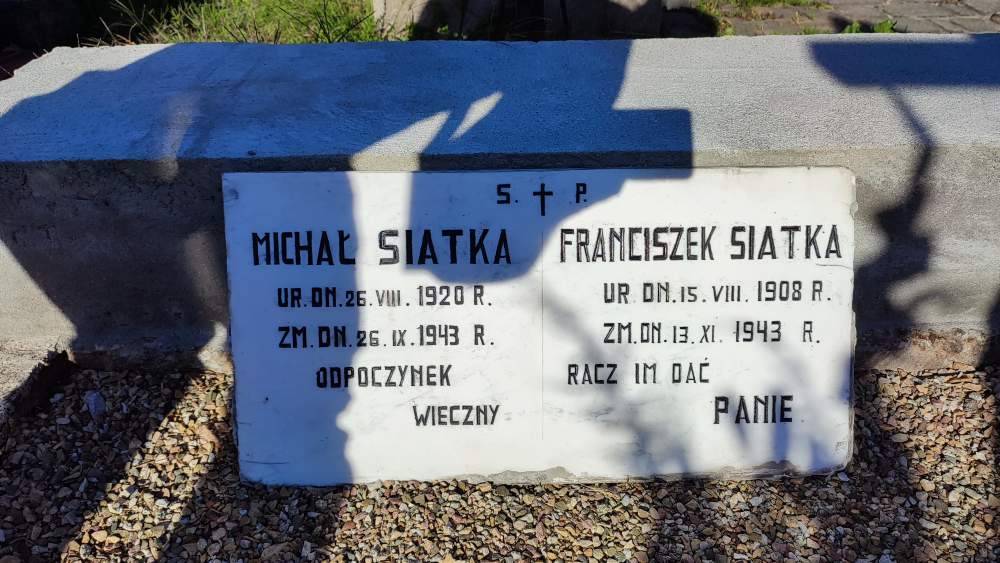 S. † P.
MICHAŁ SIATKA
UR. DN. 26. VIII. 1920 R.
ZM. DN. 26. IX. 1943 R.
ODPOCZYNEK
WIECZNY
FRANCISZEK SIATKA
UR DN. 15. VIII. 1908 R.
ZM. DN. 13. XI. 1943 R.
RACZ IM DAĆ
PANIE.